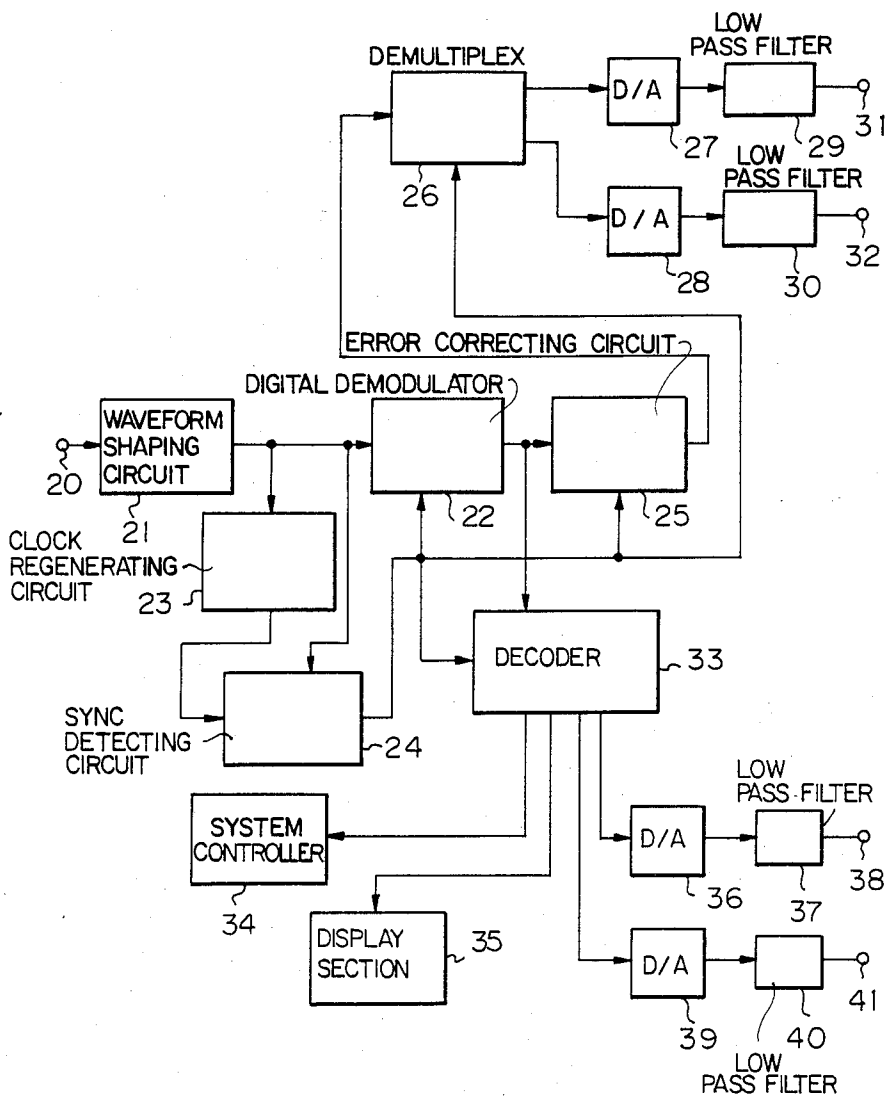 LOW
PASS FILTER
DEMULTIPLEX
D/A
27
29
31
26
LOW
PASS FILTER
D/A
28
30
32
ERROR CORRECTING CIRCUIT
DIGITAL DEMODULATOR
20
WAVEFORM
SHAPING
CIRCUIT
21
22
25
CLOCK
REGENERATING
CIRCUIT
23
DECODER
33
SYNC
DETECTING
CIRCUIT
24
SYSTEM
CONTROLLER
34
LOW
PASS FILTER
D/A
36
37
38
DISPLAY
SECTION
35
D/A
39
40
41
LOW
PASS FILTER